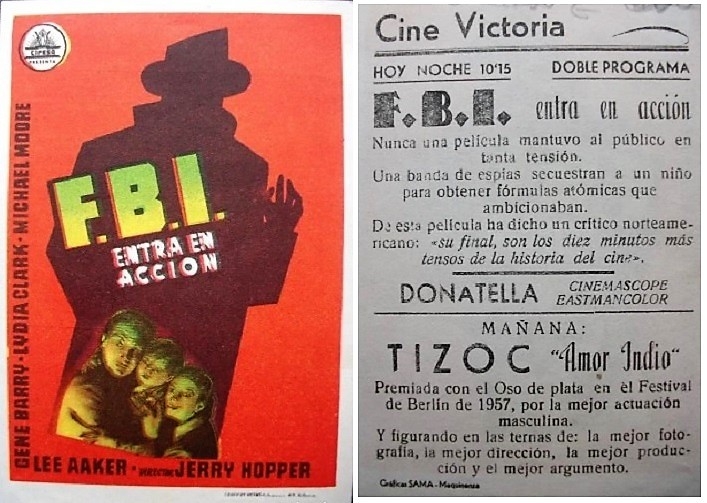 CIFESA
PRESENTA
GENE BARRY - LYDIA CLARK - MICHAEL MOORE
F.B.I.
ENTRA EN
ACCION
LEE AAKER - DIRECTOR JERRY HOPPER
Cine Victoria
HOY NOCHE 10'15 DOBLE PROGRAMA
F.B.I. entra en acción
Nunca una película mantuvo al público en
tanta tensión.
Una banda de espías secuestran a un niño
para obtener fórmulas atómicas que
ambicionaban.
De esta película ha dicho un crítico norteame-
ricano: «su final, son los diez minutos más
tensos de la historia del cine».
DONATELLA CINEMASCOPE
EASTMANCOLOR
MAÑANA:
TIZOC "Amor Indio"
Premiada con el Oso de plata en el Festival
de Berlín de 1957, por la mejor actuación
masculina.
Y figurando en las ternas de: la mejor foto-
grafía, la mejor dirección, la mejor produc-
ción y el mejor argumento.
Gráficas SAMA - Maquinanza